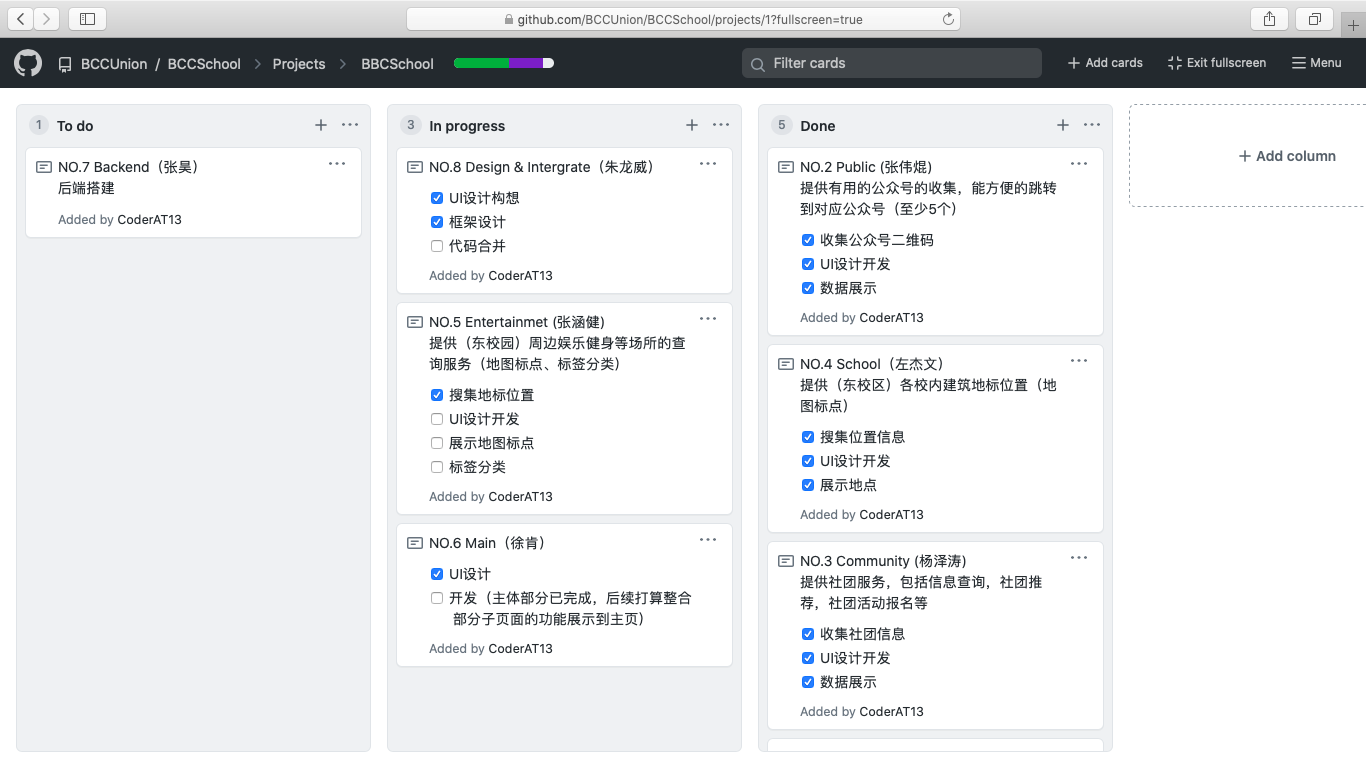 github.com/BCCUnion/BCCSchool/projects/1?fullscreen=true
BCCUnion / BCCSchool Projects BBCSchool
Filter cards
Add cards
Exit fullscreen
Menu
1 To do
NO.7 Backend（张昊）
后端搭建
Added by CoderAT13
3 In progress
NO.8 Design & Intergrate（朱龙威）
UI设计构想
框架设计
代码合并
Added by CoderAT13
NO.5 Entertainmet (张涵健)
提供（东校园）周边娱乐健身等场所的查
询服务（地图标点、标签分类）
搜集地标位置
UI设计开发
展示地图标点
标签分类
Added by CoderAT13
NO.6 Main（徐肯）
UI设计
开发（主体部分已完成，后续打算整合
部分子页面的功能展示到主页）
Added by CoderAT13
5 Done
NO.2 Public (张伟焜)
提供有用的公众号的收集，能方便的跳转
到对应公众号（至少5个）
收集公众号二维码
UI设计开发
数据展示
Added by CoderAT13
NO.4 School（左杰文）
提供（东校区）各校内建筑地标位置（地
图标点）
搜集位置信息
UI设计开发
展示地点
Added by CoderAT13
NO.3 Community (杨泽涛)
提供社团服务，包括信息查询，社团推
荐，社团活动报名等
收集社团信息
UI设计开发
数据展示
Added by CoderAT13
Add column